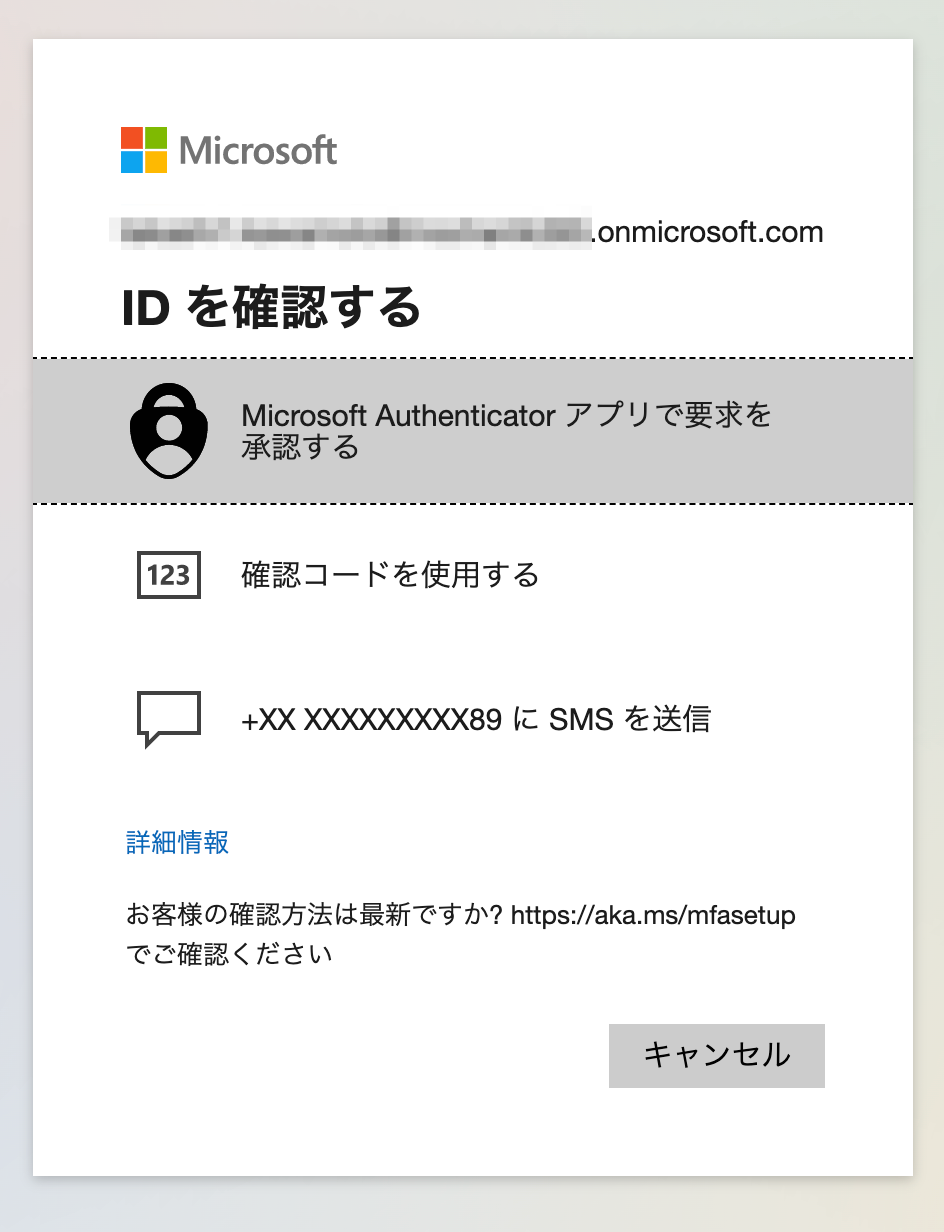 Microsoft
.onmicrosoft.com
ID を確認する
Microsoft Authenticator アプリで要求を
承認する
123
確認コードを使用する
+XX XXXXXXXXX89 に SMS を送信
詳細情報
お客様の確認方法は最新ですか? https://aka.ms/mfasetup
でご確認ください
キャンセル